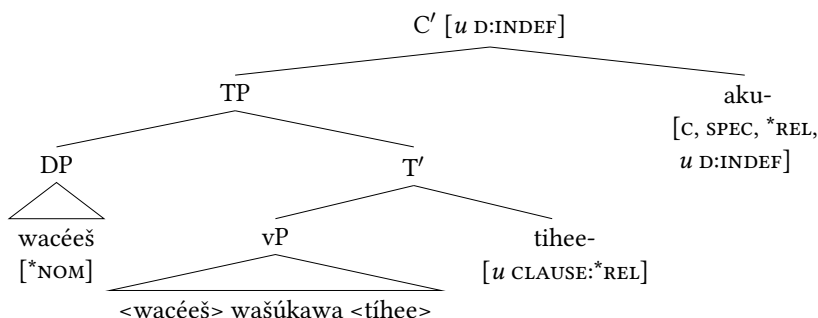 C′ [u D:INDEF]
TP
aku-
[C, SPEC, *REL,
u D:INDEF]
DP
T′
wacéeš
[*NOM]
vP
tihee-
[u CLAUSE:*REL]
<wacéeš> wašúkawa <tíhee>